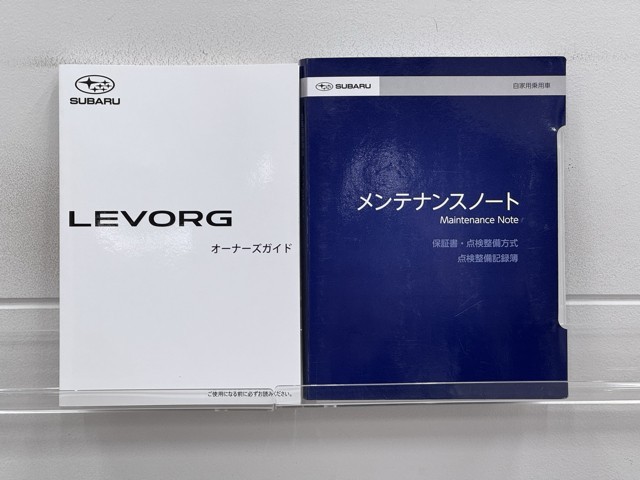 SUBARU
LEVORG
オーナーズガイド
ご使用になる前に必ずお読みください。
SUBARU
自家用乗用車
メンテナンスノート
Maintenance Note
保証書・点検整備方式
点検整備記録簿